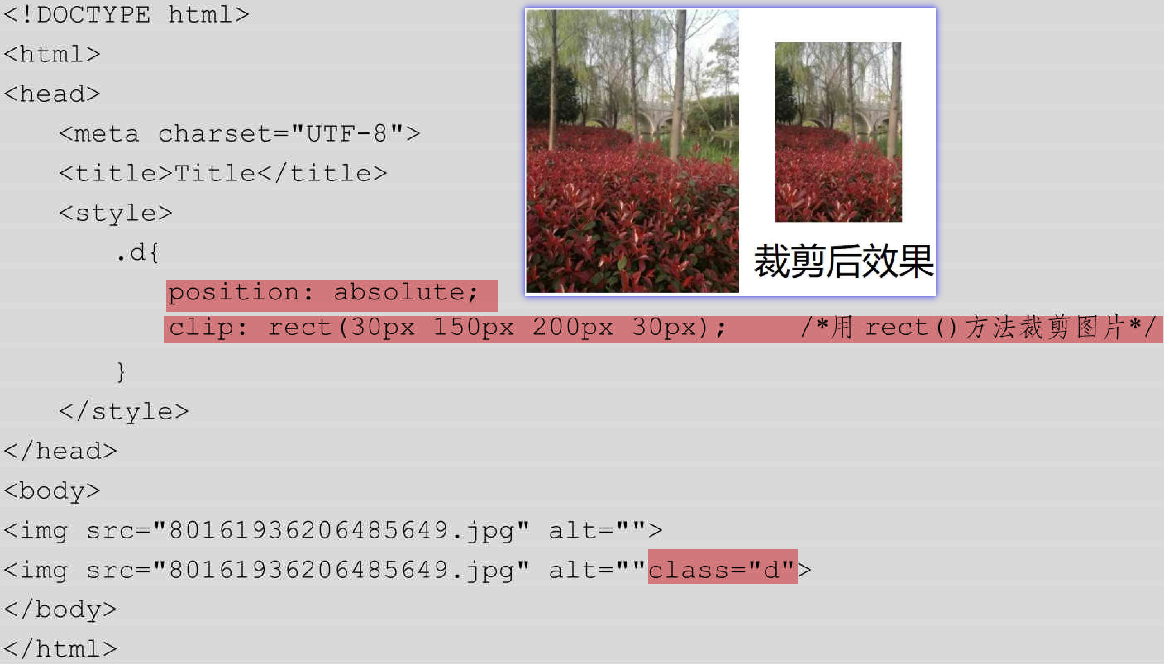 <!DOCTYPE html>
<html>
<head>
<meta charset="UTF-8">
<title>Title</title>
<style>
.d{
position: absolute;
clip: rect(30px 150px 200px 30px); /*用 rect()方法裁剪图片*/
}
</style>
</head>
<body>
<img src="80161936206485649.jpg" alt="">
<img src="80161936206485649.jpg" alt=""class="d">
</body>
</html>
裁剪后效果